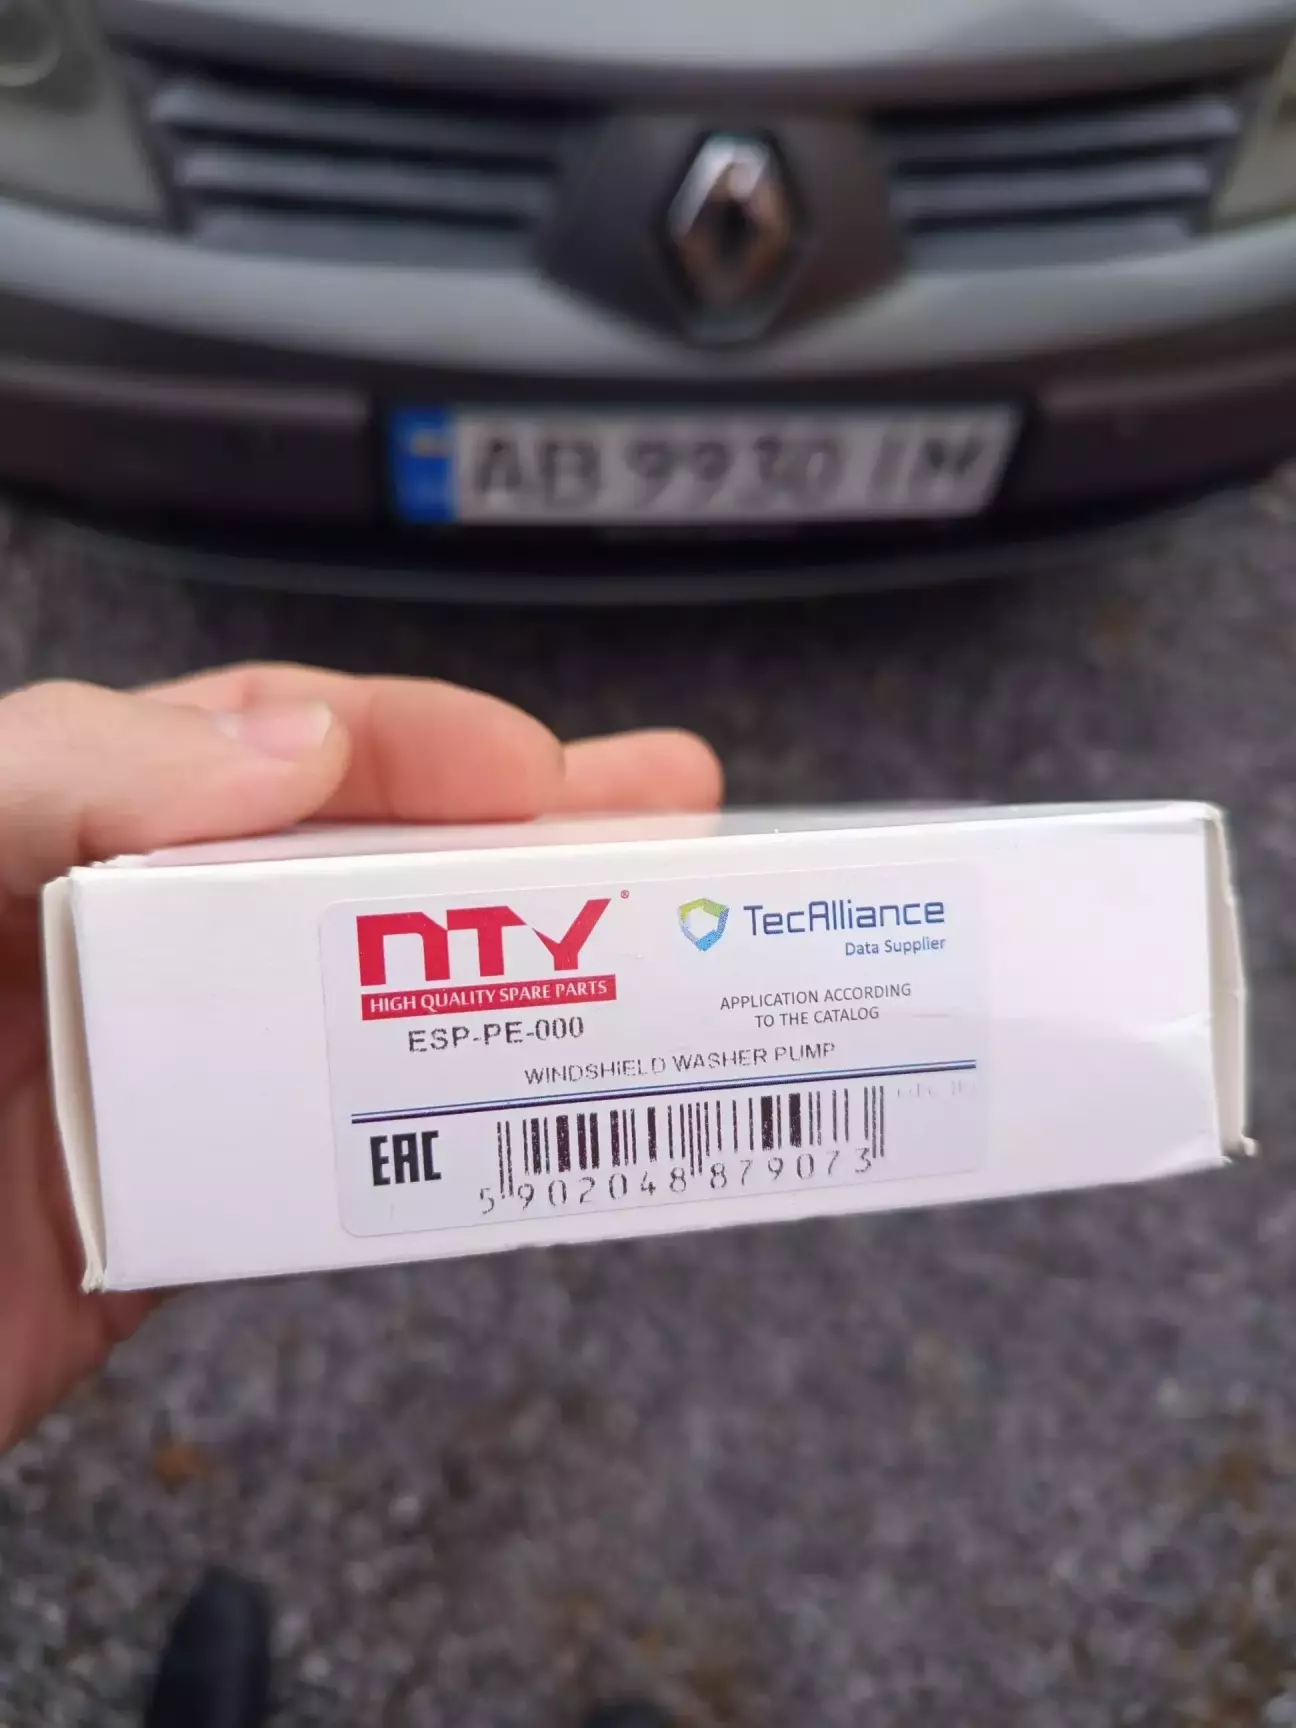 AB 9930 IM
NTY®
HIGH QUALITY SPARE PARTS
ESP-PE-000
TecAlliance
Data Supplier
APPLICATION ACCORDING
TO THE CATALOG
WINDSHIELD WASHER PUMP
EAC
5902048879073